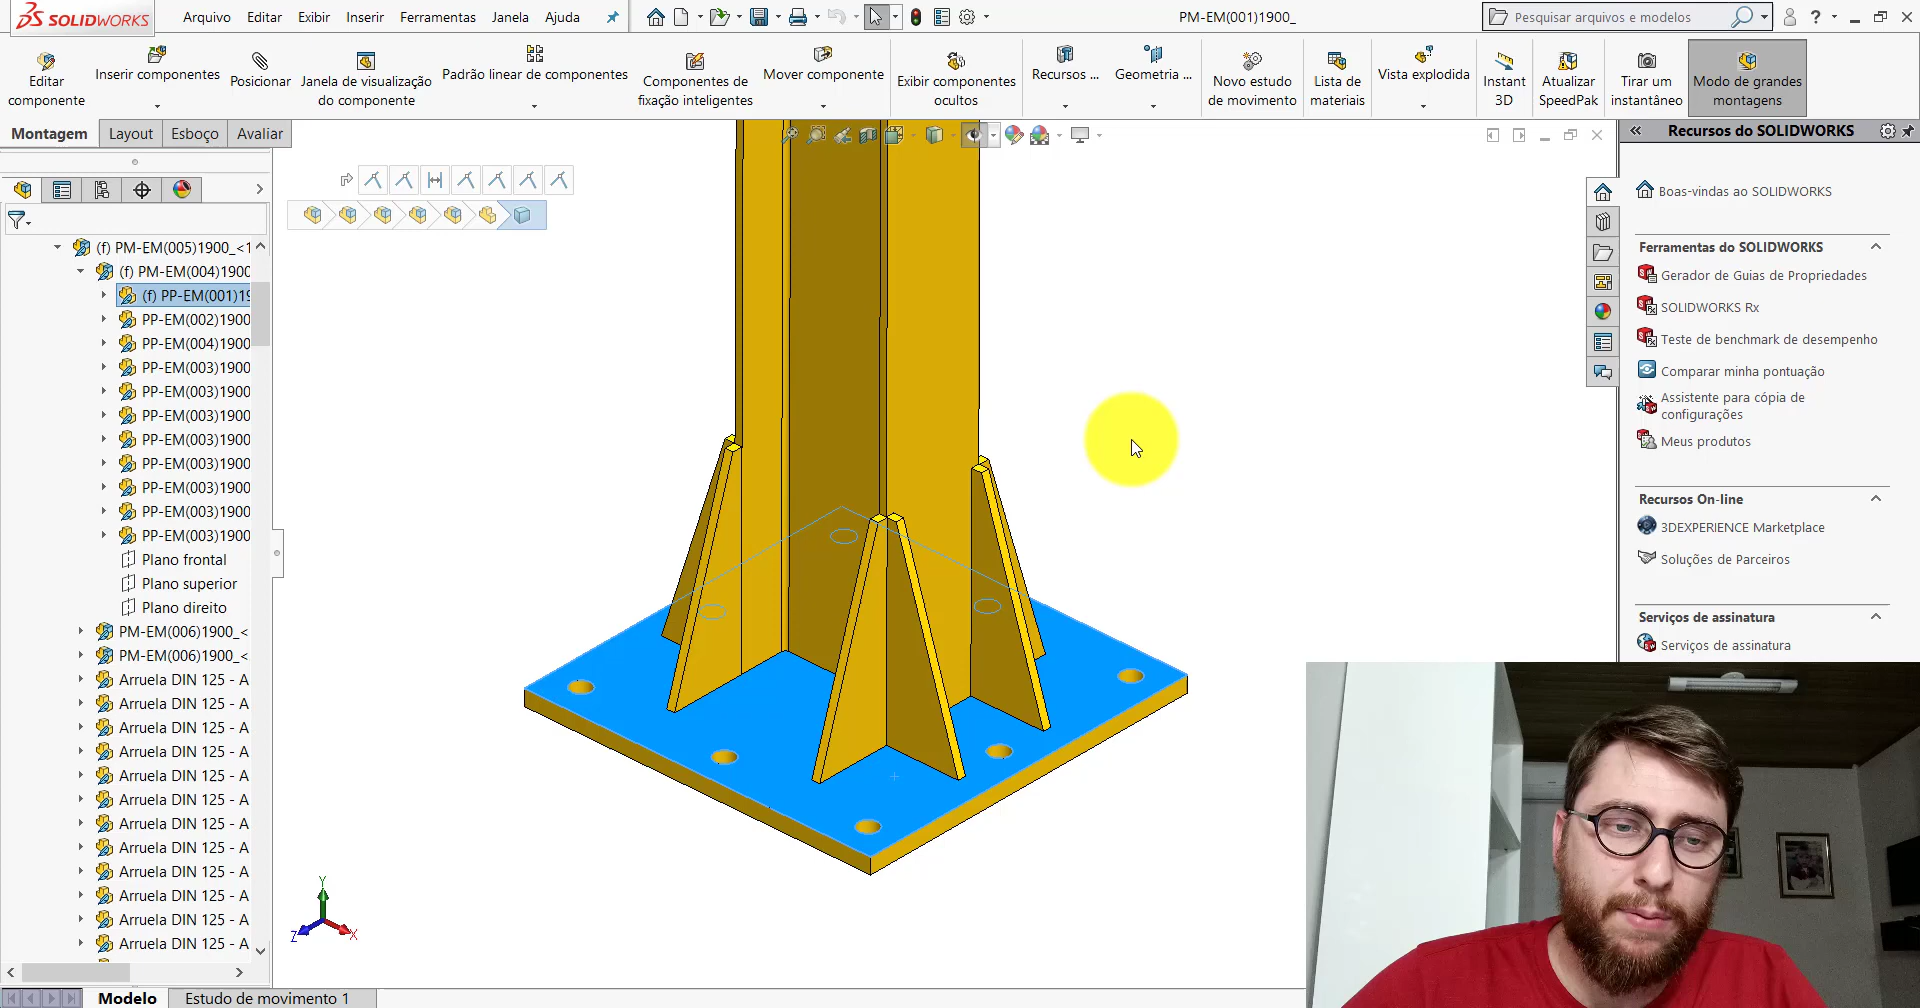 SOLIDWORKS
Arquivo
Editar
Exibir
Inserir
Ferramentas
Janela
Ajuda
PM-EM(001)1900_
Pesquisar arquivos e modelos
?
Editar
componente
Inserir componentes
Posicionar
Janela de visualização
do componente
Padrão linear de componentes
Componentes de
fixação inteligentes
Mover componente
Exibir componentes
ocultos
Recursos ...
Geometria ...
Novo estudo
de movimento
Lista de
materiais
Vista explodida
Instant
3D
Atualizar
SpeedPak
Tirar um
instantâneo
Modo de grandes
montagens
Montagem
Layout
Esboço
Avaliar
(f) PM-EM(005)1900_<1
(f) PM-EM(004)1900
(f) PP-EM(001)19
PP-EM(002)1900
PP-EM(004)1900
PP-EM(003)1900
PP-EM(003)1900
PP-EM(003)1900
PP-EM(003)1900
PP-EM(003)1900
PP-EM(003)1900
PP-EM(003)1900
PP-EM(003)1900
Plano frontal
Plano superior
Plano direito
PM-EM(006)1900_<
PM-EM(006)1900_<
Arruela DIN 125 - A
Arruela DIN 125 - A
Arruela DIN 125 - A
Arruela DIN 125 - A
Arruela DIN 125 - A
Arruela DIN 125 - A
Arruela DIN 125 - A
Arruela DIN 125 - A
Arruela DIN 125 - A
Arruela DIN 125 - A
Arruela DIN 125 - A
Arruela DIN 125 - A
Y
Z
X
Modelo
Estudo de movimento 1
Recursos do SOLIDWORKS
Boas-vindas ao SOLIDWORKS
Ferramentas do SOLIDWORKS
Gerador de Guias de Propriedades
SOLIDWORKS Rx
Teste de benchmark de desempenho
Comparar minha pontuação
Assistente para cópia de
configurações
Meus produtos
Recursos On-line
3DEXPERIENCE Marketplace
Soluções de Parceiros
Serviços de assinatura
Serviços de assinatura